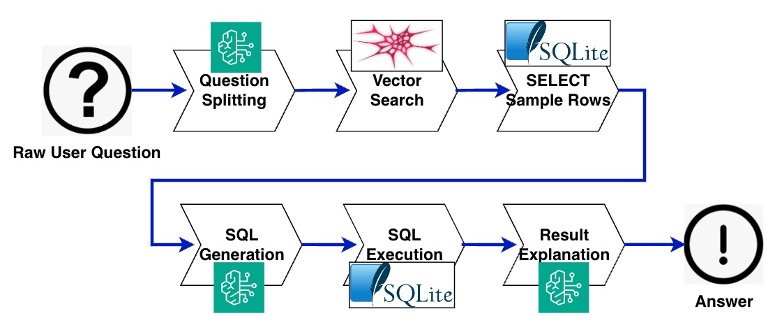 ?
Question
Splitting
Vector
Search
SQLite
SELECT
Sample Rows
Raw User Question
SQL
Generation
SQL
Execution
SQLite
Result
Explanation
!
Answer